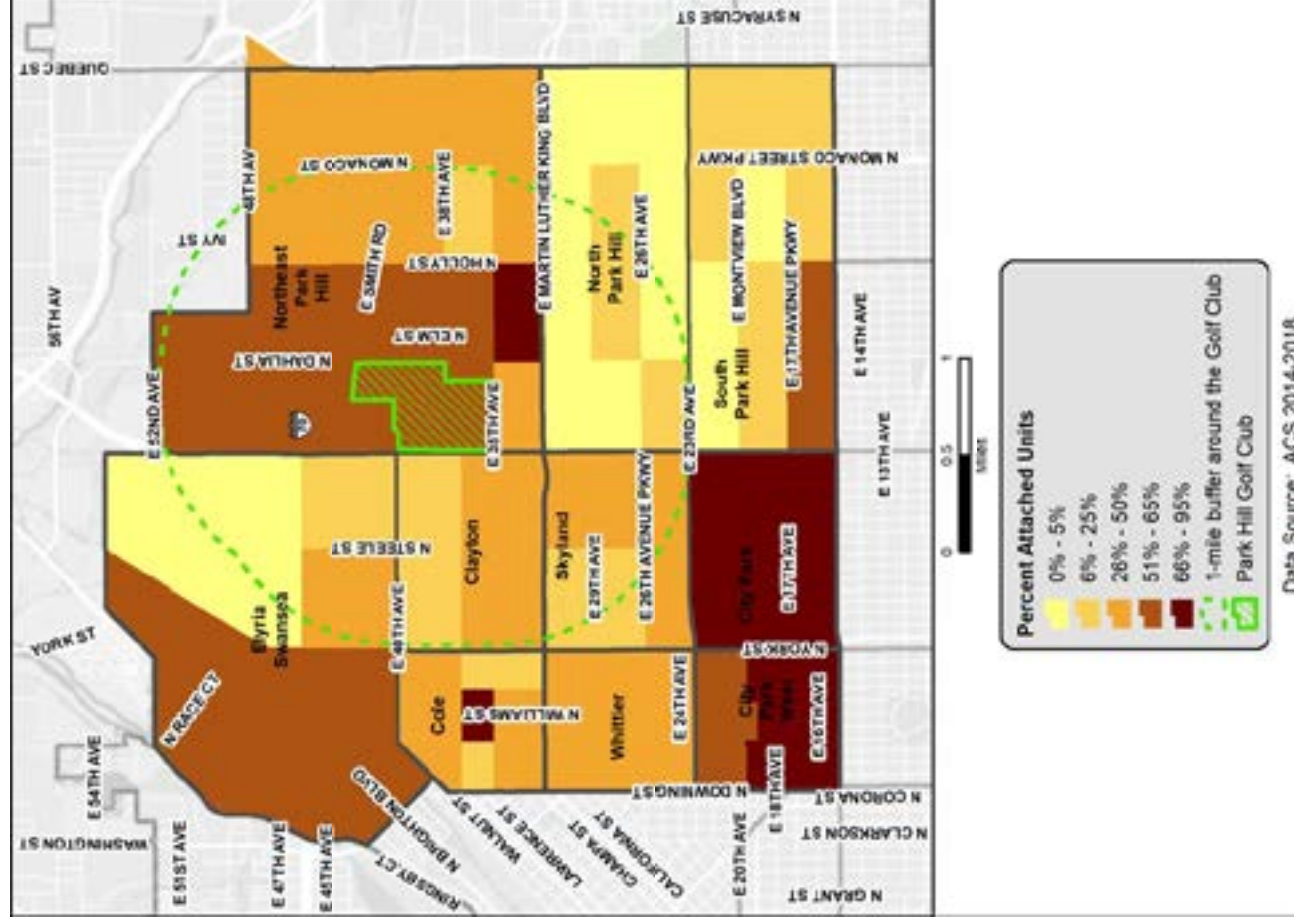 QUEBEC ST
N SYRACUSE ST
56TH AV
IVY ST
48TH AV
N MONACO ST
E 38TH AVE
E MARTIN LUTHER KING BLVD
N MONACO STREET PKWY
E 52ND AVE
Northeast
Park
Hill
E SMITH RD
N HOLLY ST
N DAHLIA ST
N ELM ST
70
E 35TH AVE
North
Park Hill
E 26TH AVE
E MONTVIEW BLVD
South
Park Hill
E 17TH AVENUE PKWY
E 14TH AVE
E 23RD AVE
E 13TH AVE
YORK ST
Elyria
Swansea
N STEELE ST
E 40TH AVE
Clayton
Skyland
E 29TH AVE
E 26TH AVENUE PKWY
City Park
E 17TH AVE
N YORK ST
E 54TH AVE
N RACE CT
WASHINGTON ST
E 51ST AVE
E 47TH AVE
E 45TH AVE
N BRIGHTON BLVD
RINGSBY CT
Cole
N WILLIAMS ST
Whittier
E 24TH AVE
City
Park
West
E 16TH AVE
E 18TH AVE
E 20TH AVE
N DOWNING ST
WALNUT ST
LAWRENCE ST
CHAMPA ST
CALIFORNIA ST
N CORONA ST
N CLARKSON ST
N GRANT ST
0 0.5 1
Miles
Percent Attached Units
0% - 5%
6% - 25%
26% - 50%
51% - 65%
66% - 95%
1-mile buffer around the Golf Club
Park Hill Golf Club
Data Source: ACS 2014-2018